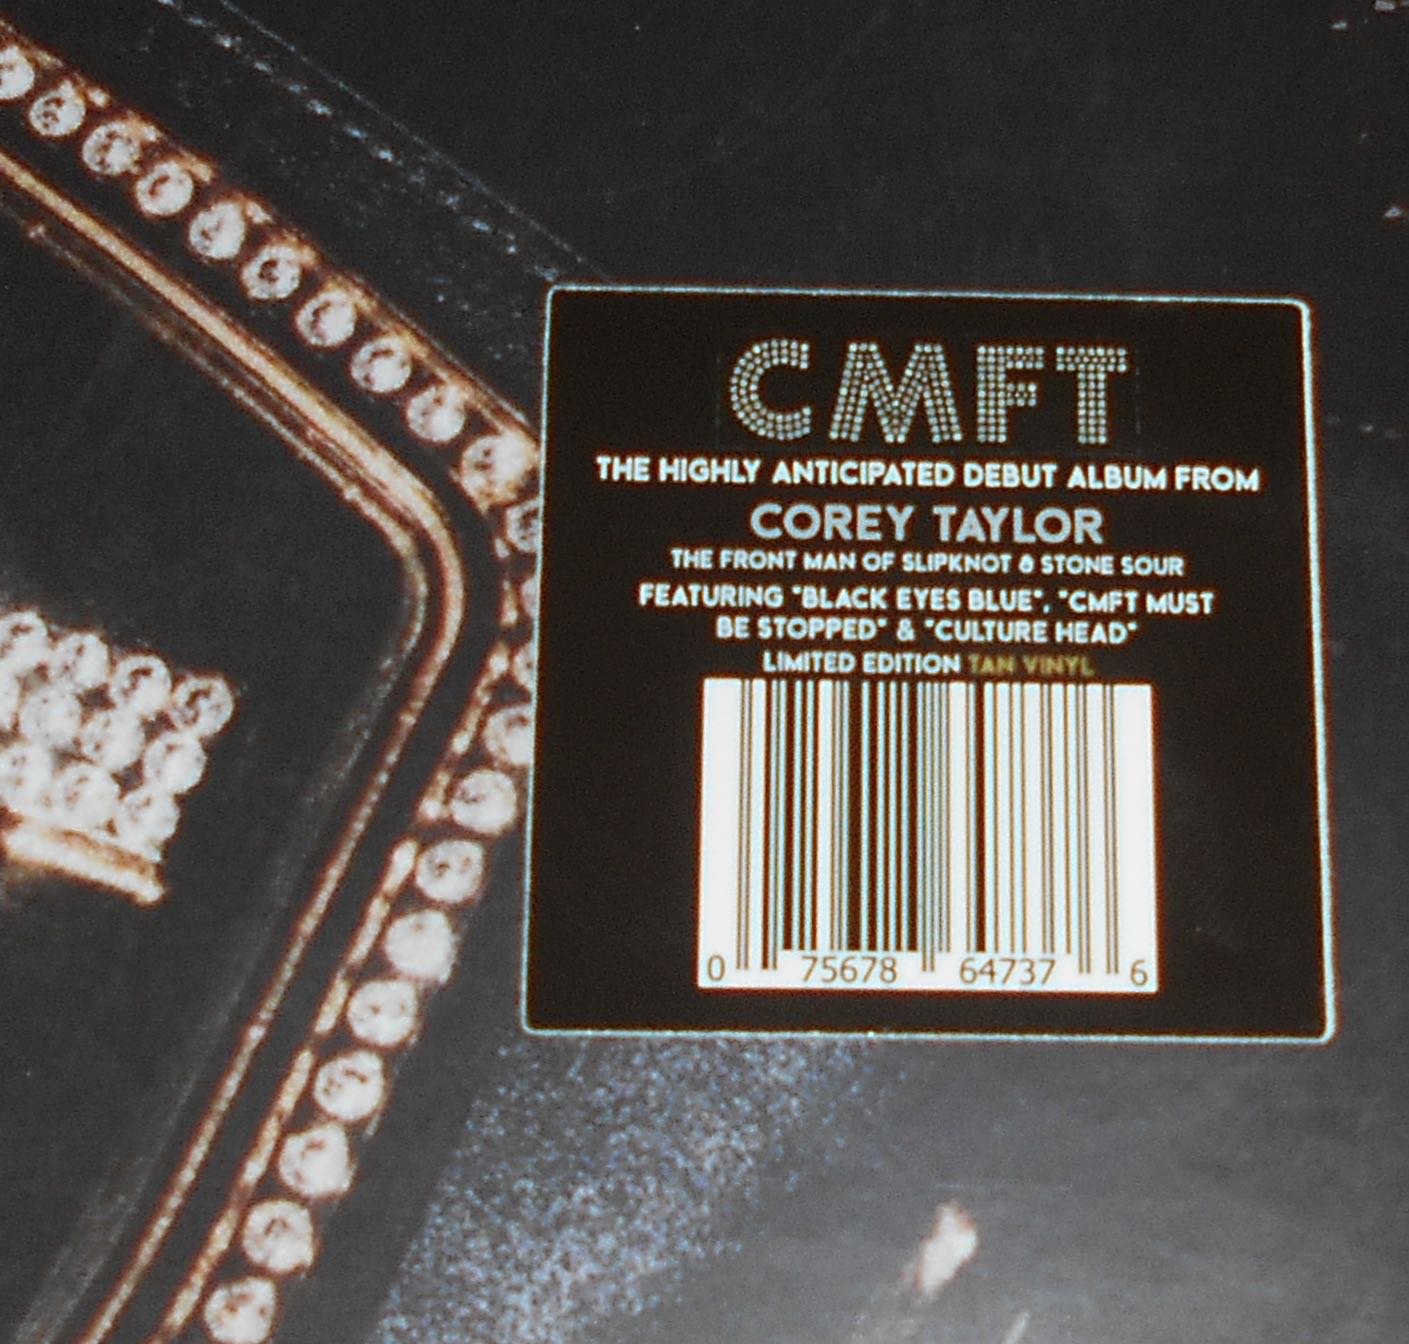 CMFT
THE HIGHLY ANTICIPATED DEBUT ALBUM FROM
COREY TAYLOR
THE FRONT MAN OF SLIPKNOT & STONE SOUR
FEATURING "BLACK EYES BLUE", "CMFT MUST
BE STOPPED" & "CULTURE HEAD"
LIMITED EDITION TAN VINYL
0 75678 64737 6